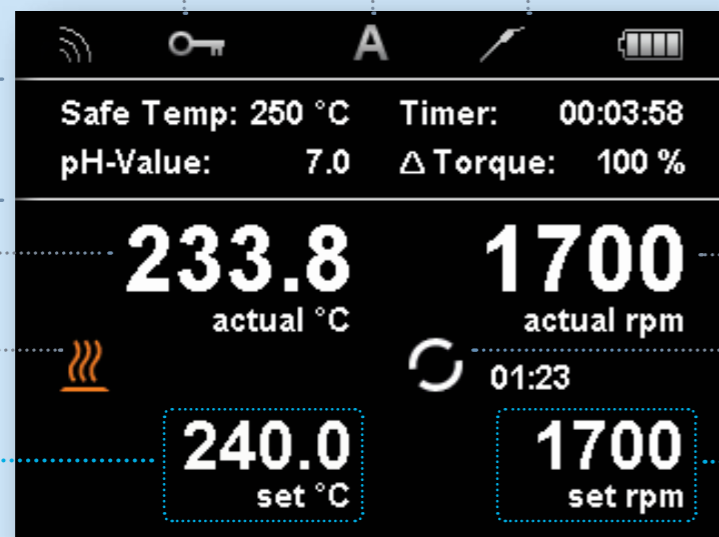 A
Safe Temp: 250 °C Timer: 00:03:58
pH-Value: 7.0 Δ Torque: 100 %
233.8 1700
actual °C actual rpm
01:23
240.0 1700
set °C set rpm